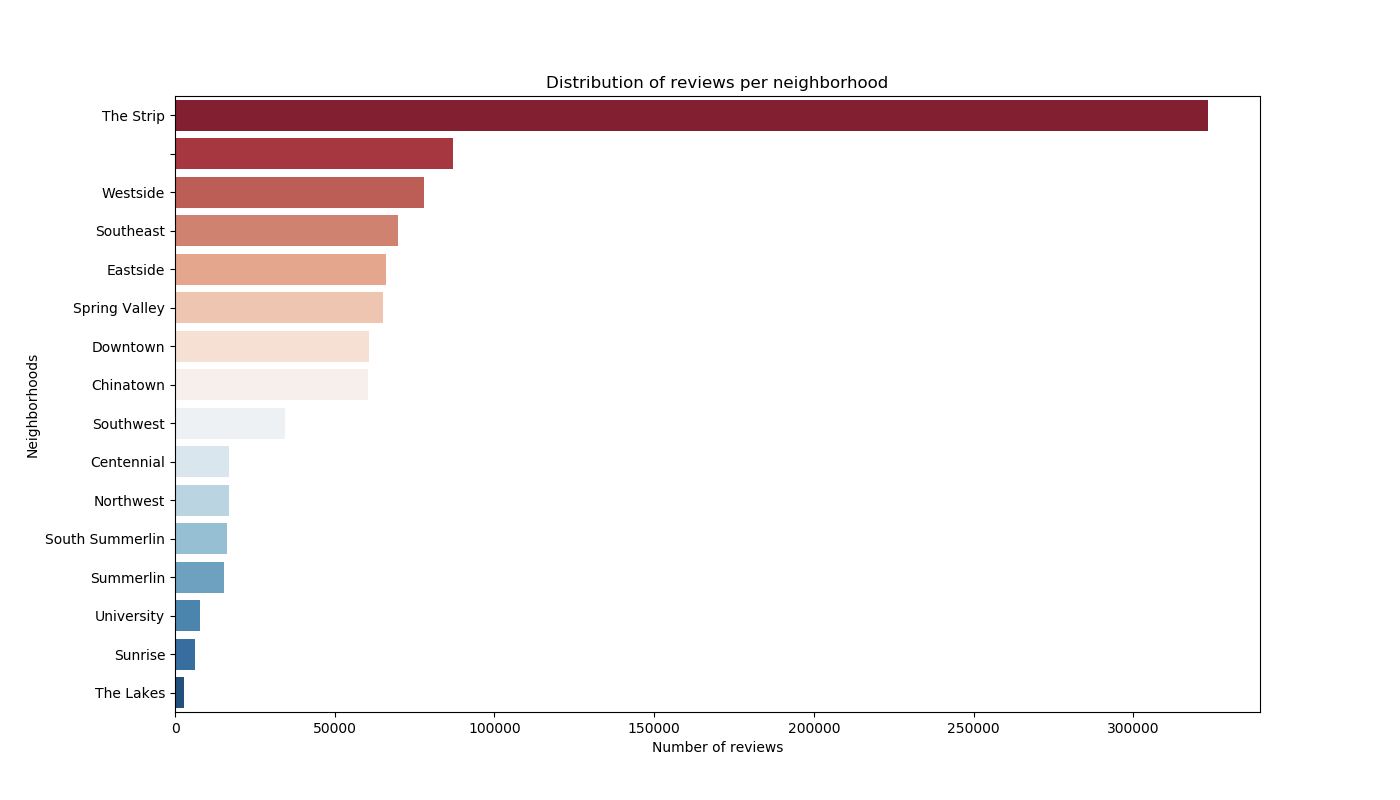 Distribution of reviews per neighborhood
The Strip
Westside
Southeast
Eastside
Spring Valley
Downtown
Chinatown
Southwest
Centennial
Northwest
South Summerlin
Summerlin
University
Sunrise
The Lakes
Neighborhoods
0 50000 100000 150000 200000 250000 300000
Number of reviews